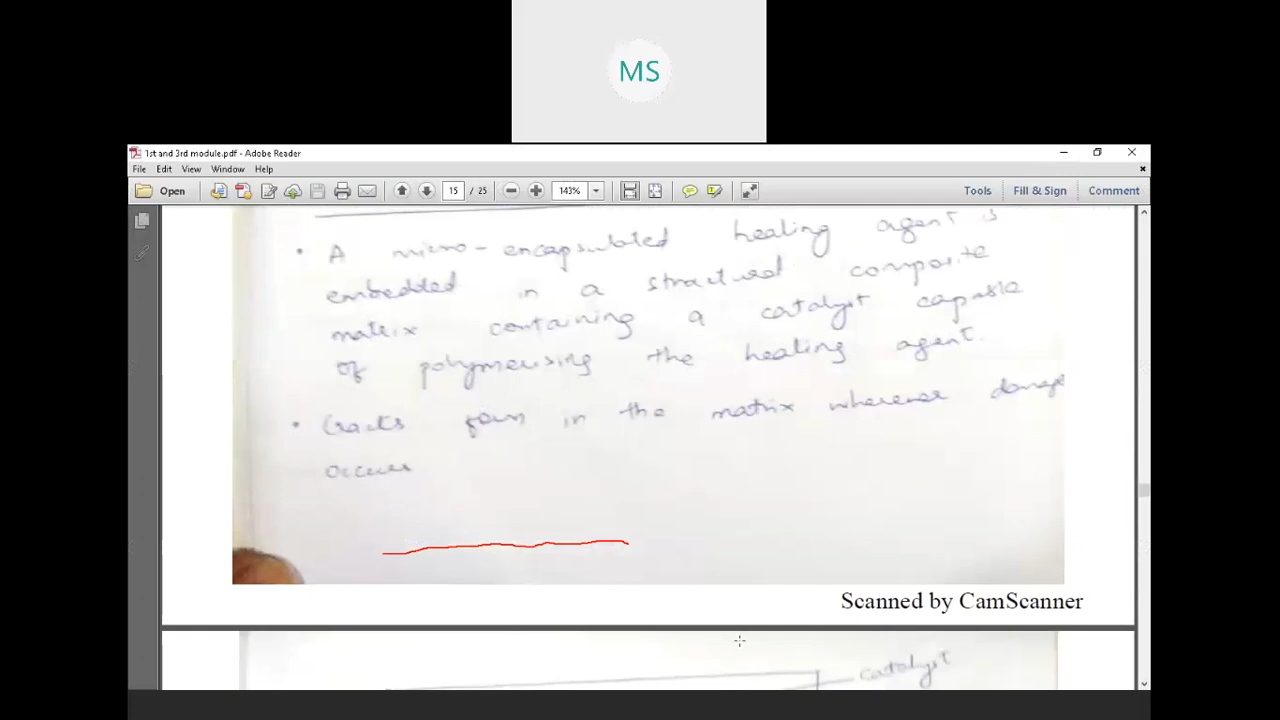 MS
1st and 3rd module.pdf - Adobe Reader
File Edit View Window Help
Open 15 / 25 143% Tools Fill & Sign Comment
• A micro-encapsulated healing agent is
embedded in a structural composite
matrix containing a catalyst capable
of polymerising the healing agent.
• Cracks form in the matrix wherever damage
occurs
Scanned by CamScanner
catalyst